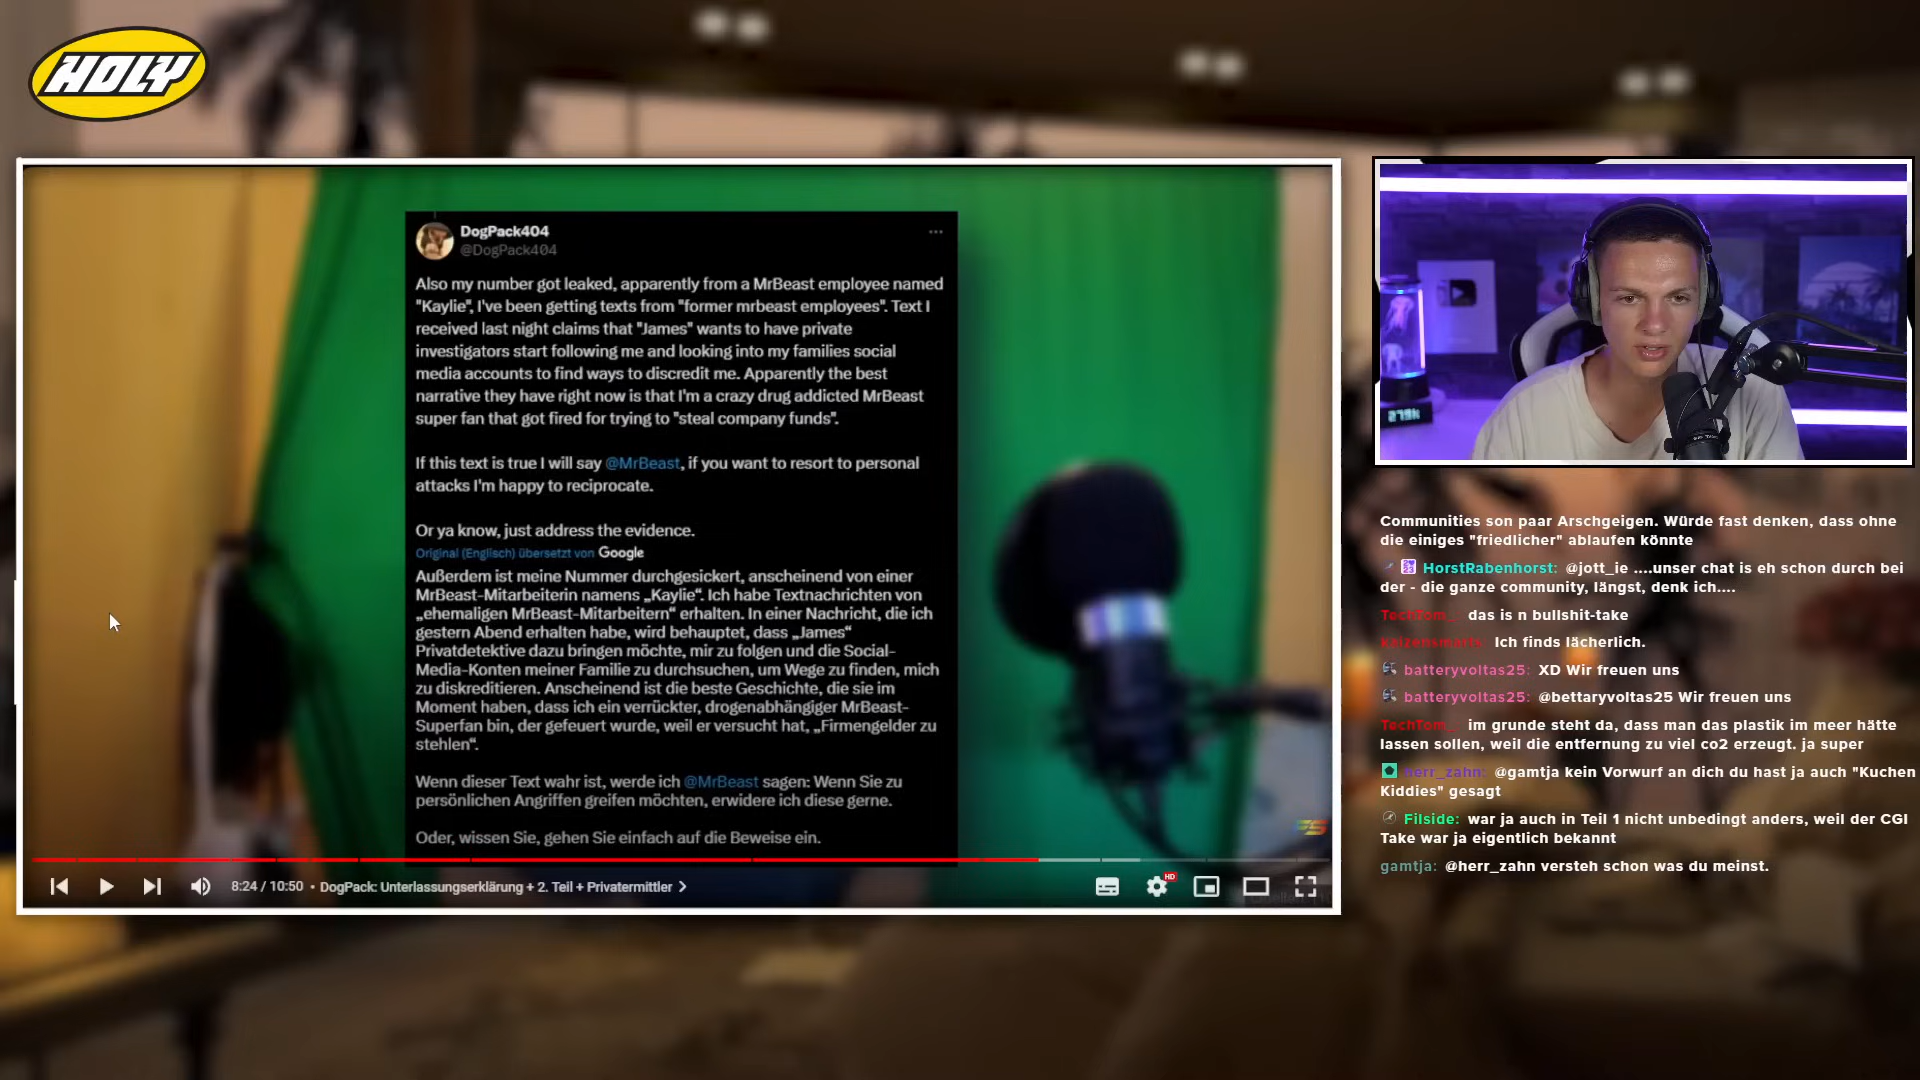 HOLY
DogPack404
@DogPack404
Also my number got leaked, apparently from a MrBeast employee named
"Kaylie", I've been getting texts from "former mrbeast employees". Text I
received last night claims that "James" wants to have private
investigators start following me and looking into my families social
media accounts to find ways to discredit me. Apparently the best
narrative they have right now is that I'm a crazy drug addicted MrBeast
super fan that got fired for trying to "steal company funds".
If this text is true I will say @MrBeast, if you want to resort to personal
attacks I'm happy to reciprocate.
Or ya know, just address the evidence.
Original (Englisch) übersetzt von Google
Außerdem ist meine Nummer durchgesickert, anscheinend von einer
MrBeast-Mitarbeiterin namens „Kaylie“. Ich habe Textnachrichten von
„ehemaligen MrBeast-Mitarbeitern“ erhalten. In einer Nachricht, die ich
gestern Abend erhalten habe, wird behauptet, dass „James“
Privatdetektive dazu bringen möchte, mir zu folgen und die Social-
Media-Konten meiner Familie zu durchsuchen, um Wege zu finden, mich
zu diskreditieren. Anscheinend ist die beste Geschichte, die sie im
Moment haben, dass ich ein verrückter, drogenabhängiger MrBeast-
Superfan bin, der gefeuert wurde, weil er versucht hat, „Firmengelder zu
stehlen“.
Wenn dieser Text wahr ist, werde ich @MrBeast sagen: Wenn Sie zu
persönlichen Angriffen greifen möchten, erwidere ich diese gerne.
Oder, wissen Sie, gehen Sie einfach auf die Beweise ein.
8:24 / 10:50 • DogPack: Unterlassungserklärung + 2. Teil + Privatermittler
HD
Communities son paar Arschgeigen. Würde fast denken, dass ohne
die einiges "friedlicher" ablaufen könnte
HorstRabenhorst: @jott_ie ....unser chat is eh schon durch bei
der - die ganze community, längst, denk ich....
TechTom_: das is n bullshit-take
Ich finds lächerlich.
batteryvoltas25: XD Wir freuen uns
batteryvoltas25: @bettaryvoltas25 Wir freuen uns
TechTom_: im grunde steht da, dass man das plastik im meer hätte
lassen sollen, weil die entfernung zu viel co2 erzeugt. ja super
herr_zahn: @gamtja kein Vorwurf an dich du hast ja auch "Kuchen
Kiddies" gesagt
Filside: war ja auch in Teil 1 nicht unbedingt anders, weil der CGI
Take war ja eigentlich bekannt
gamtja: @herr_zahn versteh schon was du meinst.